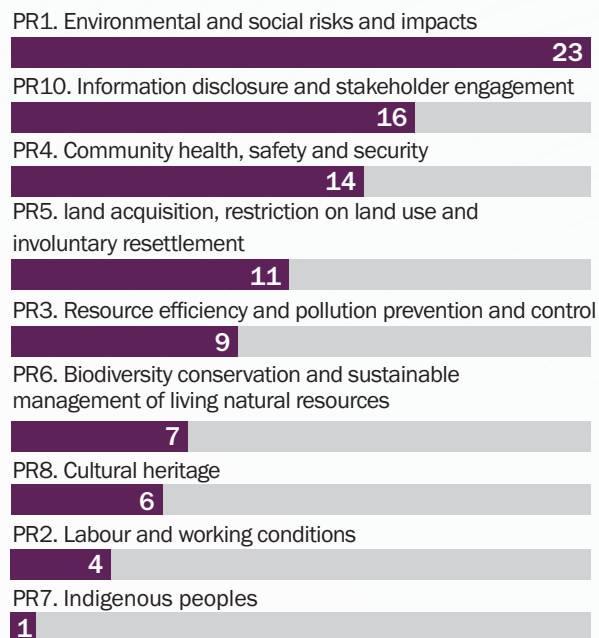 PR1. Environmental and social risks and impacts
23
PR10. Information disclosure and stakeholder engagement
16
PR4. Community health, safety and security
14
PR5. land acquisition, restriction on land use and
involuntary resettlement
11
PR3. Resource efficiency and pollution prevention and control
9
PR6. Biodiversity conservation and sustainable
management of living natural resources
7
PR8. Cultural heritage
6
PR2. Labour and working conditions
4
PR7. Indigenous peoples
1